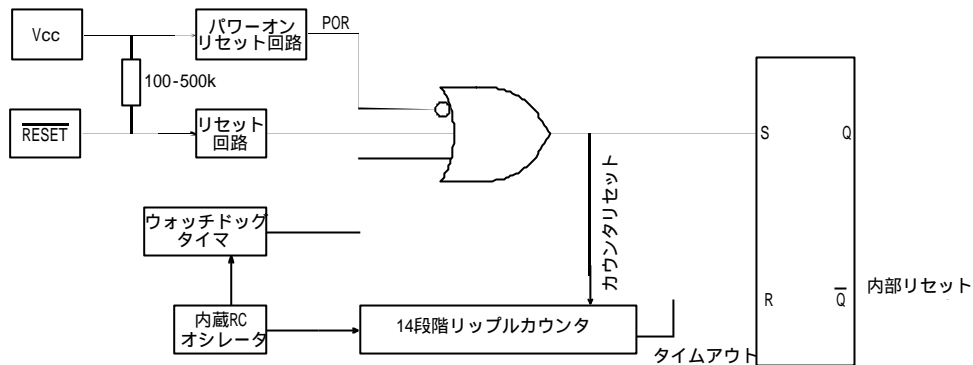 Vcc
パワーオン
リセット回路
POR
100-500k
RESET
リセット
回路
S
Q
カウンタリセット
ウォッチドッグ
タイマ
R
Q
内部リセット
内蔵RC
オシレータ
14段階リップルカウンタ
タイムアウト